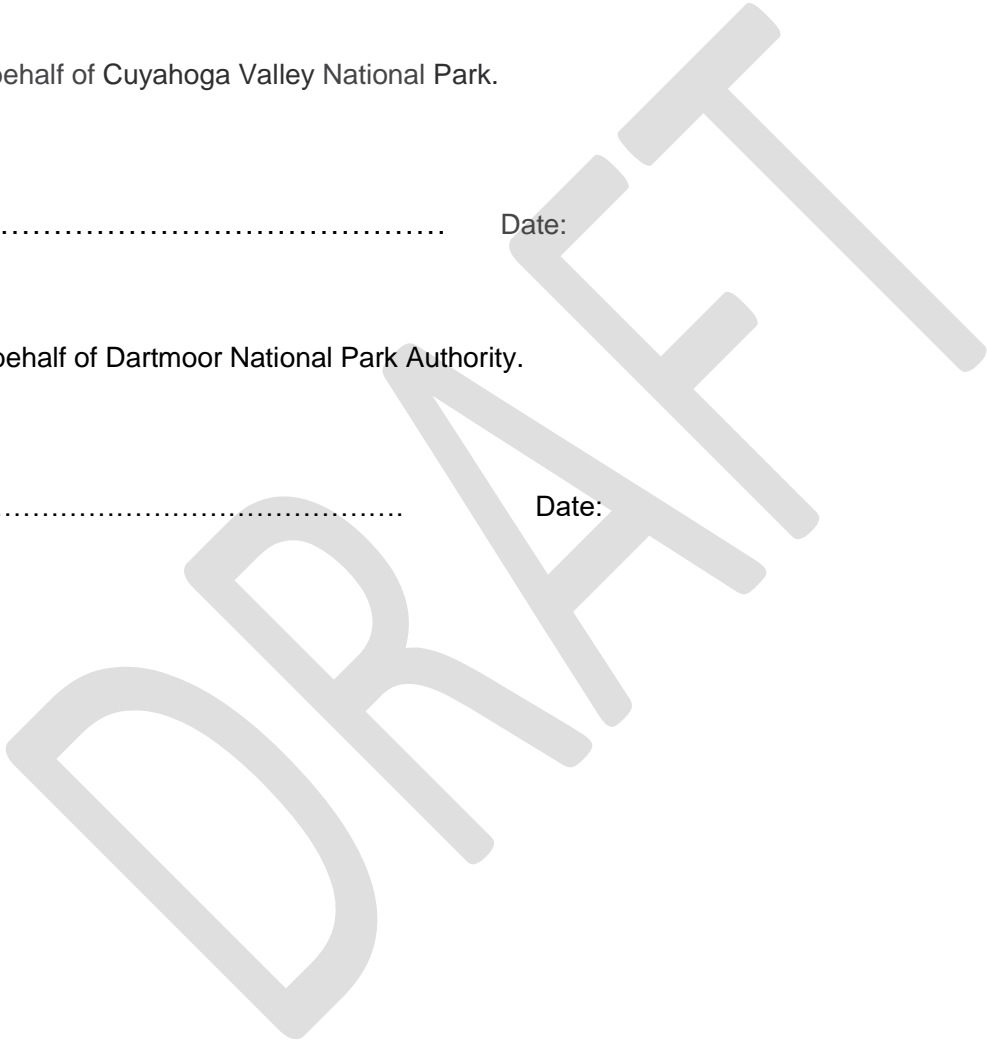 behalf of Cuyahoga Valley National Park.
…………………………………………… Date:
behalf of Dartmoor National Park Authority.
………………………………………. Date:
DRAFT